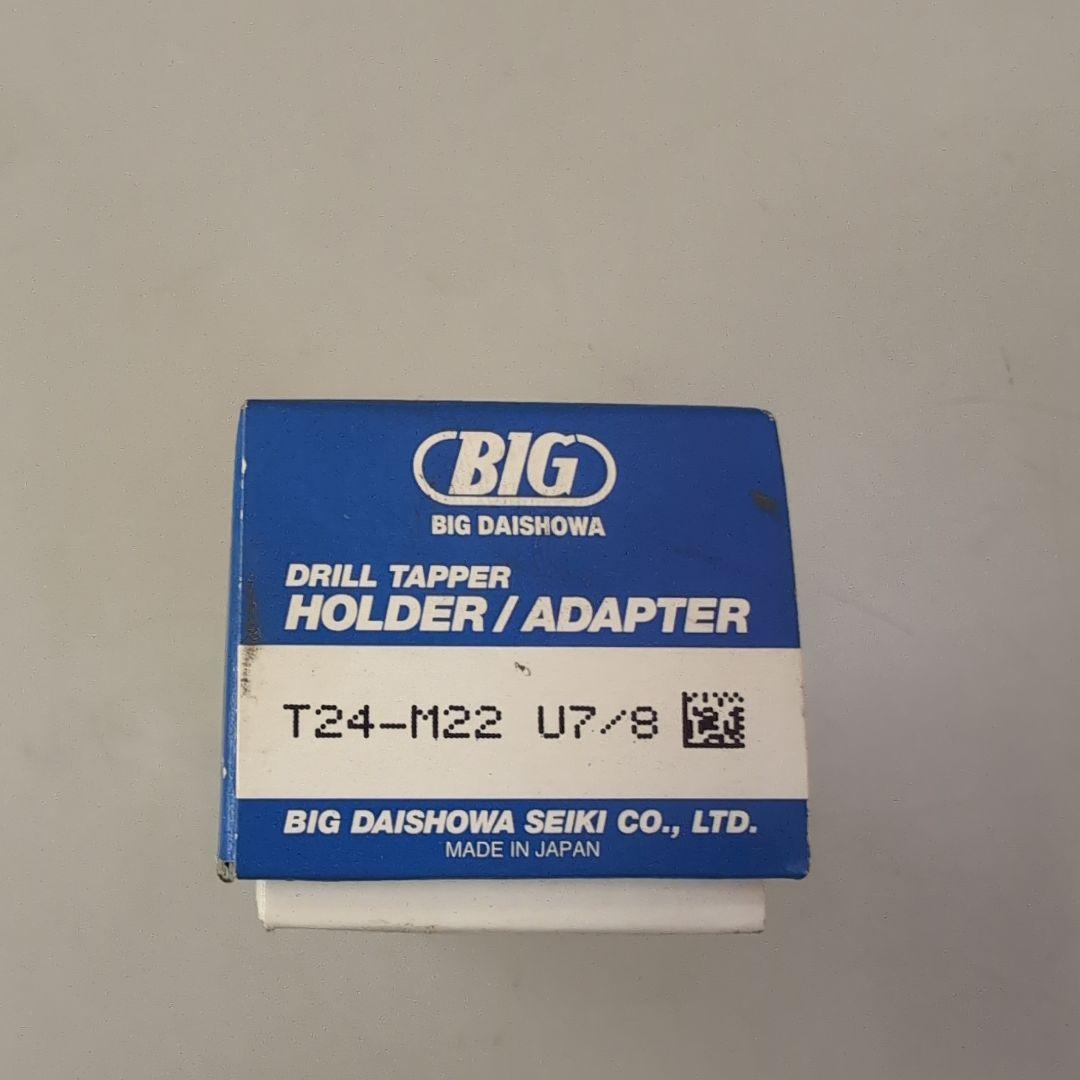 BIG
BIG DAISHOWA
DRILL TAPPER
HOLDER/ADAPTER
T24-M22 U7/8
BIG DAISHOWA SEIKI CO., LTD.
MADE IN JAPAN